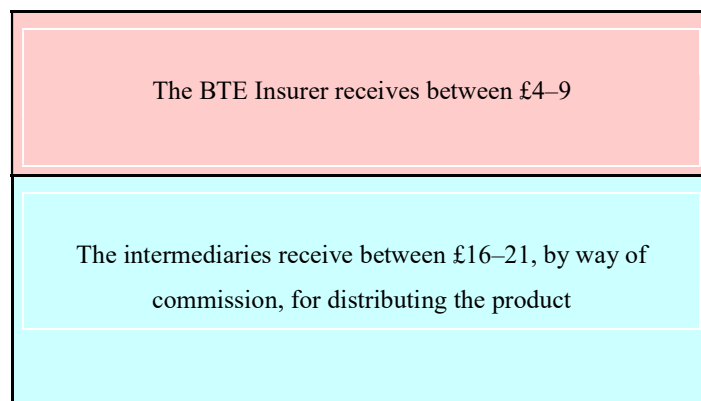 The BTE Insurer receives between £4–9
The intermediaries receive between £16–21, by way of
commission, for distributing the product